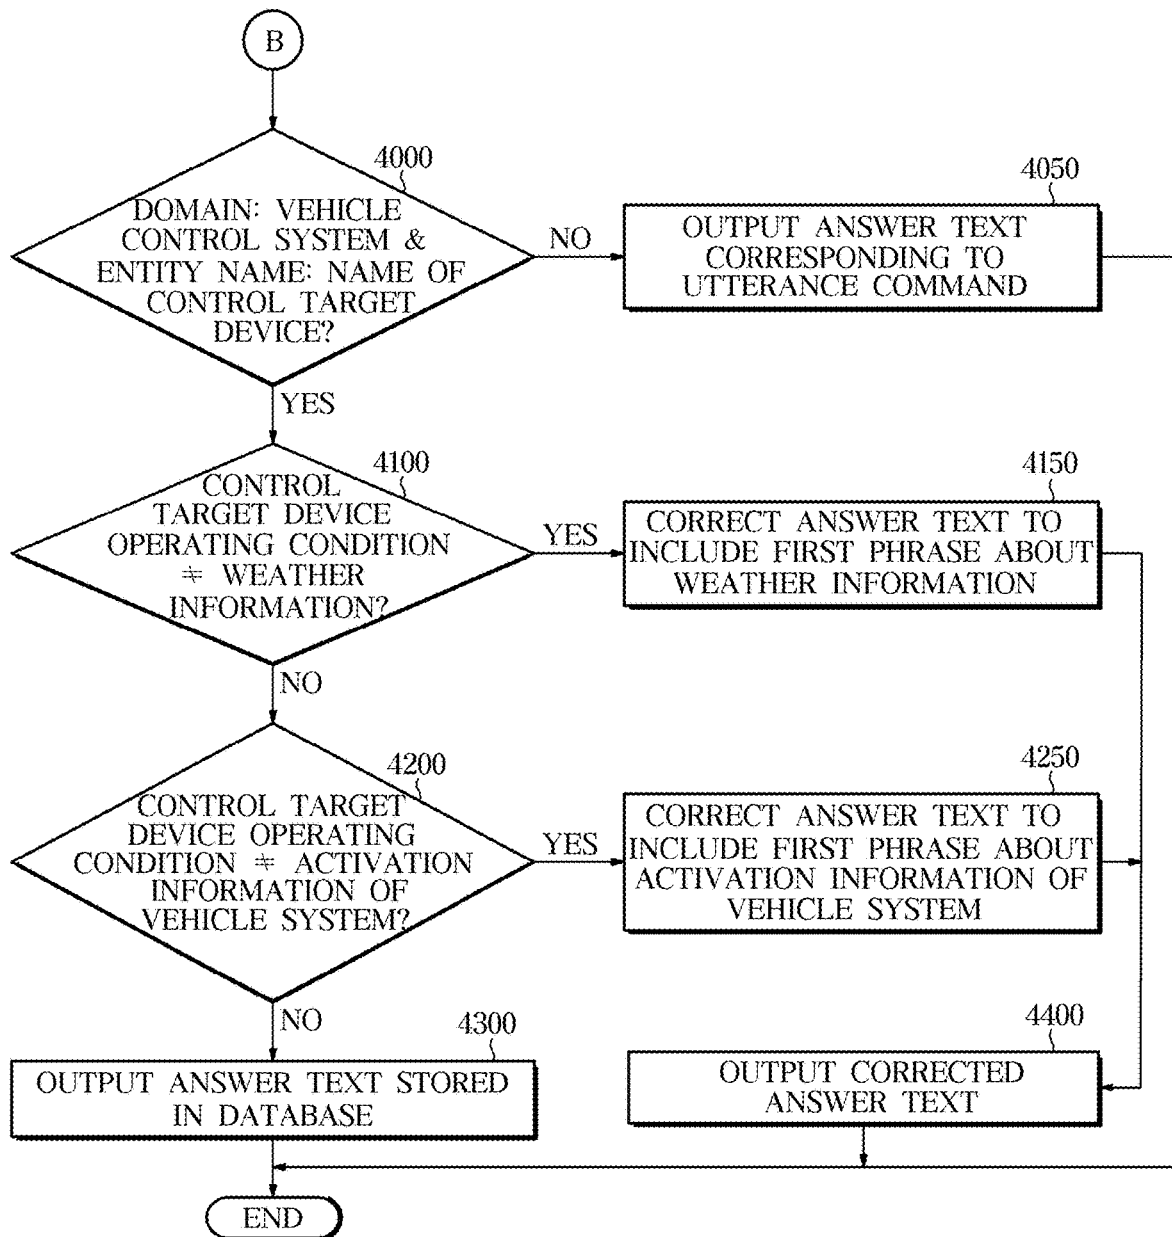 B
4000
DOMAIN: VEHICLE
CONTROL SYSTEM &
ENTITY NAME: NAME OF
CONTROL TARGET
DEVICE?
NO
4050
OUTPUT ANSWER TEXT
CORRESPONDING TO
UTTERANCE COMMAND
YES
4100
CONTROL
TARGET DEVICE
OPERATING CONDITION
≠ WEATHER
INFORMATION?
YES
4150
CORRECT ANSWER TEXT TO
INCLUDE FIRST PHRASE ABOUT
WEATHER INFORMATION
NO
4200
CONTROL TARGET
DEVICE OPERATING
CONDITION ≠ ACTIVATION
INFORMATION OF
VEHICLE SYSTEM?
YES
4250
CORRECT ANSWER TEXT TO
INCLUDE FIRST PHRASE ABOUT
ACTIVATION INFORMATION OF
VEHICLE SYSTEM
NO
4300
OUTPUT ANSWER TEXT STORED
IN DATABASE
4400
OUTPUT CORRECTED
ANSWER TEXT
END